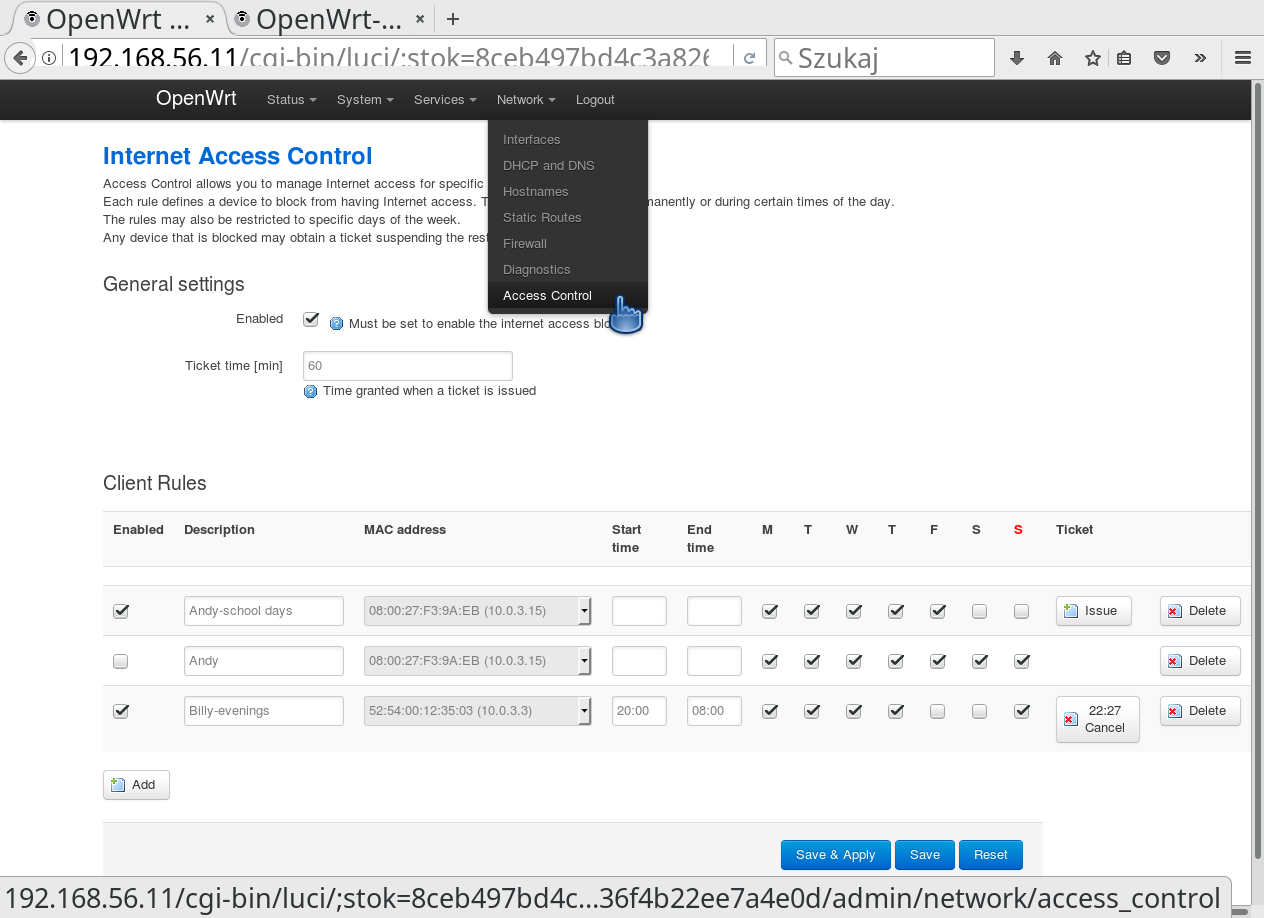 OpenWrt ... × OpenWrt-... × +
192.168.56.11/cgi-bin/luci/;stok=8ceb497bd4c3a826 Szukaj
OpenWrt Status System Services Network Logout
Interfaces
DHCP and DNS
Hostnames
Static Routes
Firewall
Diagnostics
Access Control
Internet Access Control
Access Control allows you to manage Internet access for specific
Each rule defines a device to block from having Internet access. T manently or during certain times of the day.
The rules may also be restricted to specific days of the week.
Any device that is blocked may obtain a ticket suspending the rest
General settings
Enabled Must be set to enable the internet access blo
Ticket time [min] 60
Time granted when a ticket is issued
Client Rules
Enabled Description MAC address Start time End time M T W T F S S Ticket
Andy-school days 08:00:27:F3:9A:EB (10.0.3.15) Issue Delete
Andy 08:00:27:F3:9A:EB (10.0.3.15) Delete
Billy-evenings 52:54:00:12:35:03 (10.0.3.3) 20:00 08:00 22:27 Cancel Delete
Add
Save & Apply Save Reset
192.168.56.11/cgi-bin/luci/;stok=8ceb497bd4c...36f4b22ee7a4e0d/admin/network/access_control